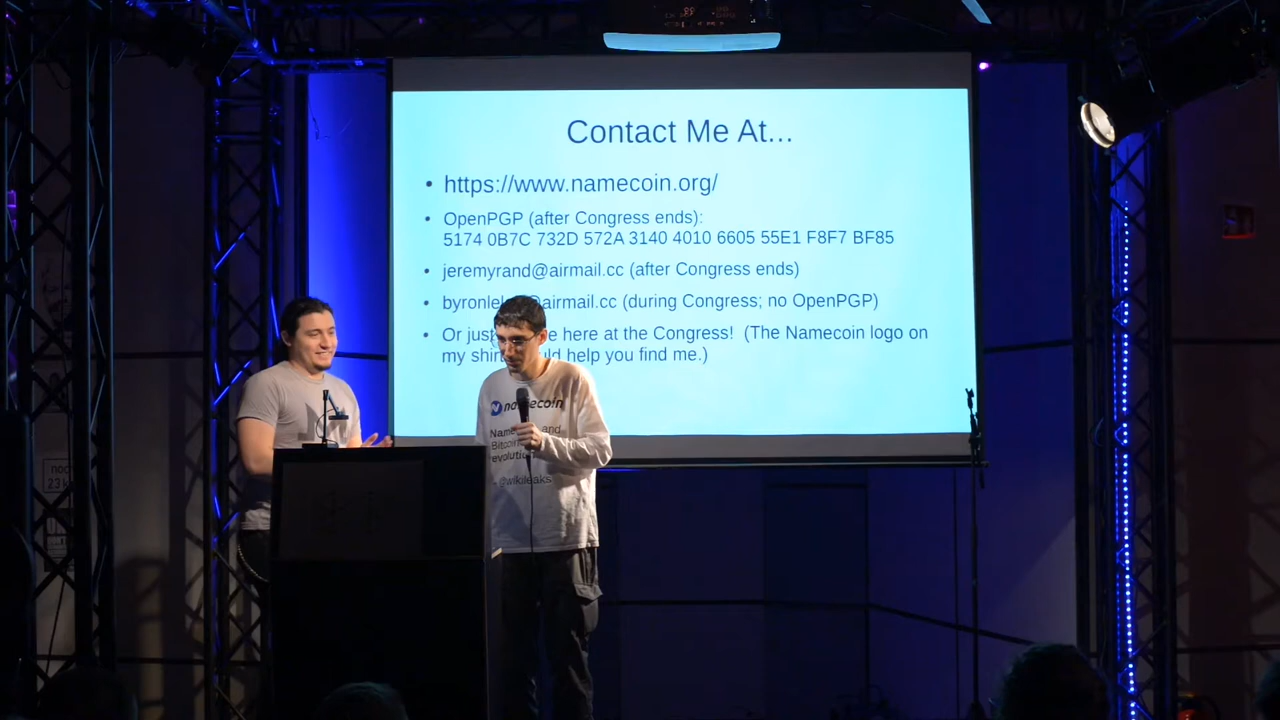 Contact Me At...
• https://www.namecoin.org/
• OpenPGP (after Congress ends):
5174 0B7C 732D 572A 3140 4010 6605 55E1 F8F7 BF85
• jeremyrand@airmail.cc (after Congress ends)
• @airmail.cc (during Congress; no OpenPGP)
• Or here at the Congress! (The Namecoin logo on
my help you find me.)
namecoin
and
@wikileaks